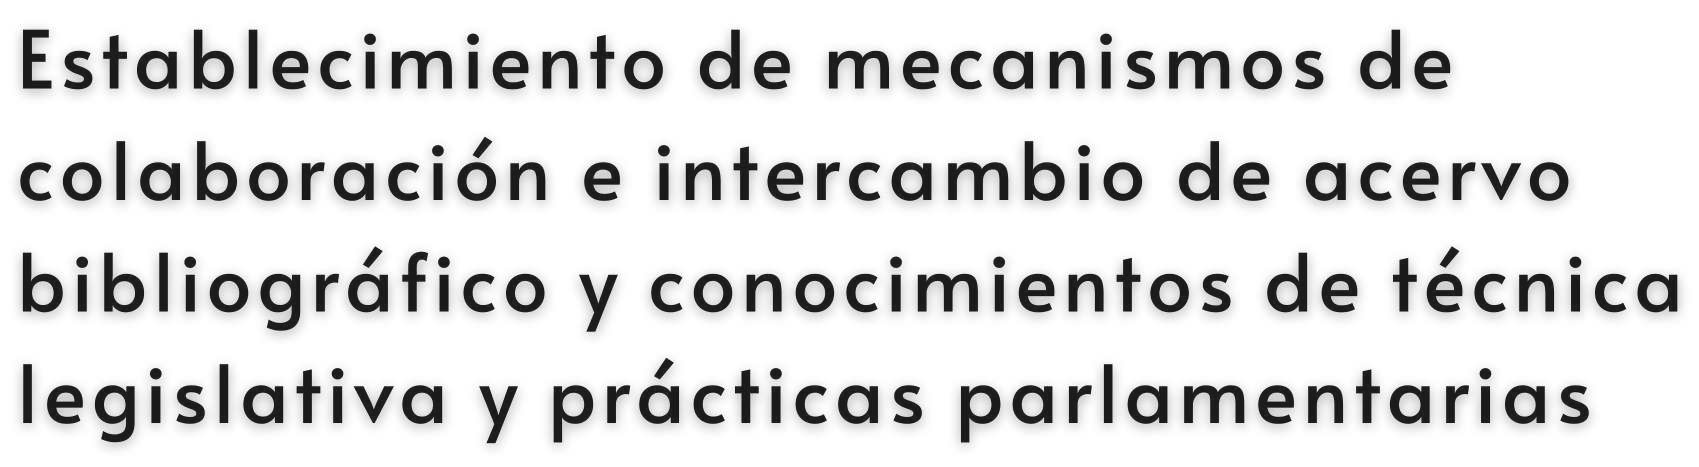 Establecimiento de mecanismos de
colaboración e intercambio de acervo
bibliográfico y conocimientos de técnica
legislativa y prácticas parlamentarias